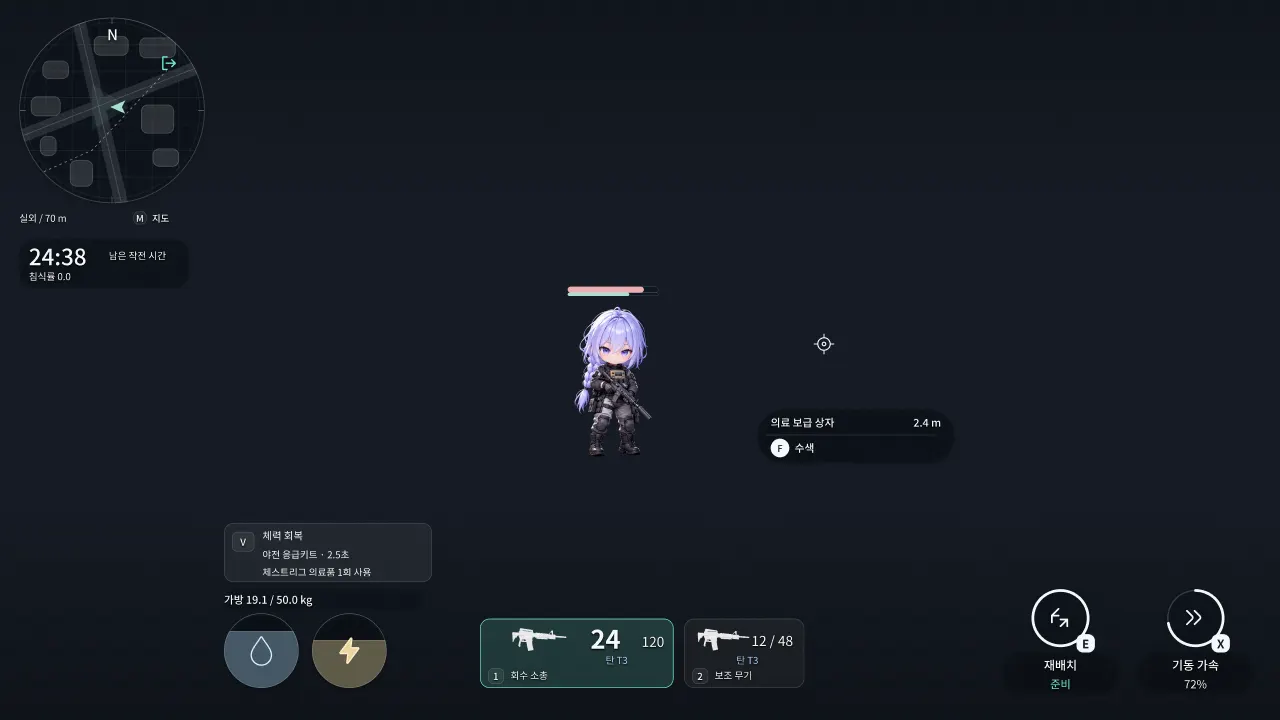 N
실외 / 70 m
M 지도
24:38 남은 작전 시간
침식률 0.0
의료 보급 상자 2.4 m
F 수색
V 체력 회복
야전 응급키트 · 2.5초
체스트리그 의료품 1회 사용
가방 19.1 / 50.0 kg
24 120
탄 T3
1 회수 소총
12 / 48
탄 T3
2 보조 무기
E
재배치
준비
X
기동 가속
72%